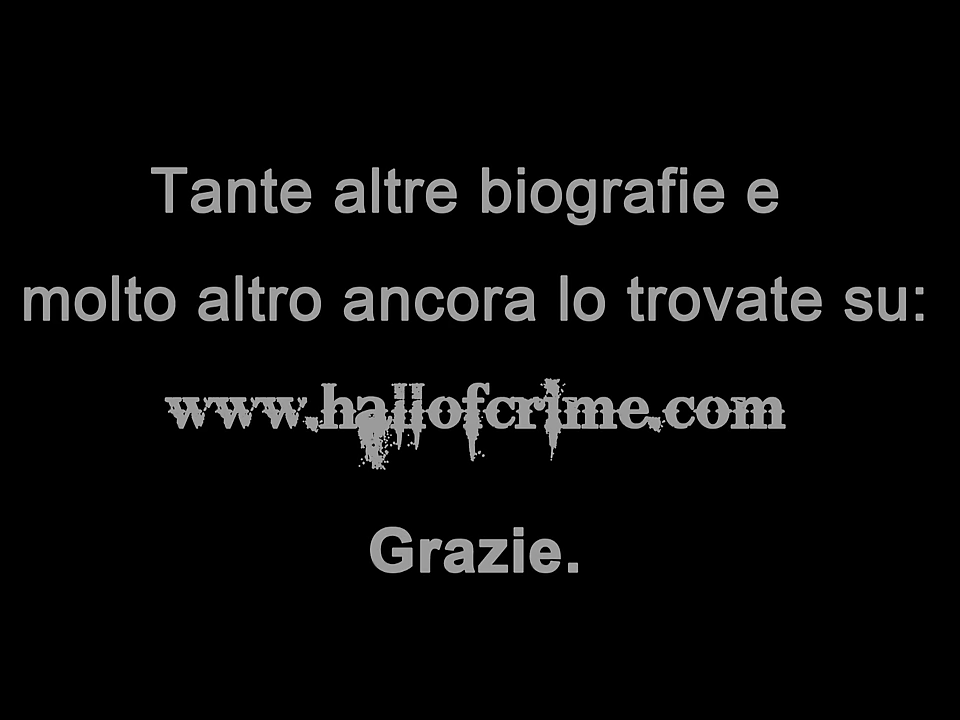 Tante altre biografie e
molto altro ancora lo trovate su:
www.hallofcrime.com
Grazie.